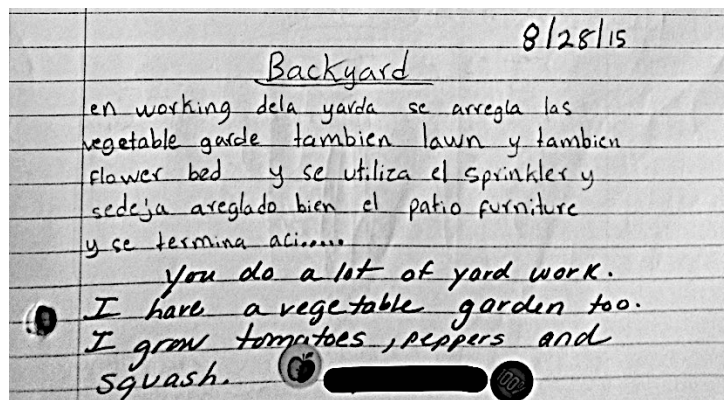 8/28/15
Backyard
en working dela yarda se arregla las
vegetable garde tambien lawn y tambien
flawer bed y se utiliza el sprinkler y
sedeja areglado bien el patio furniture
y se termina aci......
you do a lot of yard work.
I have a vegetable garden too.
I grow tomatoes, peppers and
squash.
100%